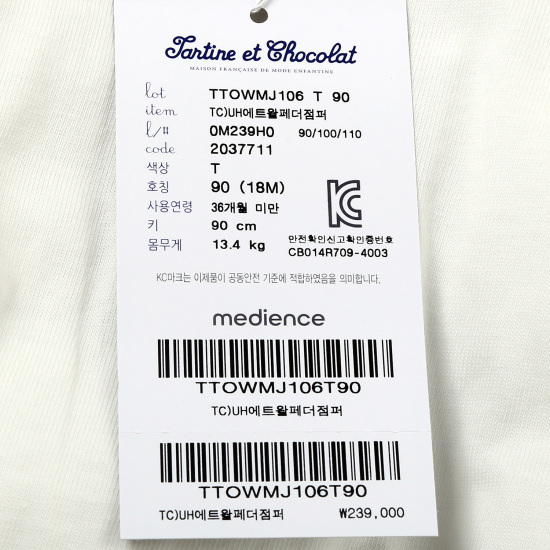 Tartine et Chocolat
MAISON FRANÇAISE DE MODE ENFANTINE
lot TTOWMJ106 T 90
item TC)UH에트왈페더점퍼
l/# 0M239H0 90/100/110
code 2037711
색상 T
호칭 90 (18M)
사용연령 36개월 미만
키 90 cm
몸무게 13.4 kg
KC
안전확인신고확인증번호
CB014R709-4003
KC마크는 이제품이 공통안전 기준에 적합하였음을 의미합니다.
medience
TTOWMJ106T90
TC)UH에트왈페더점퍼
TTOWMJ106T90
TC)UH에트왈페더점퍼 ₩239,000